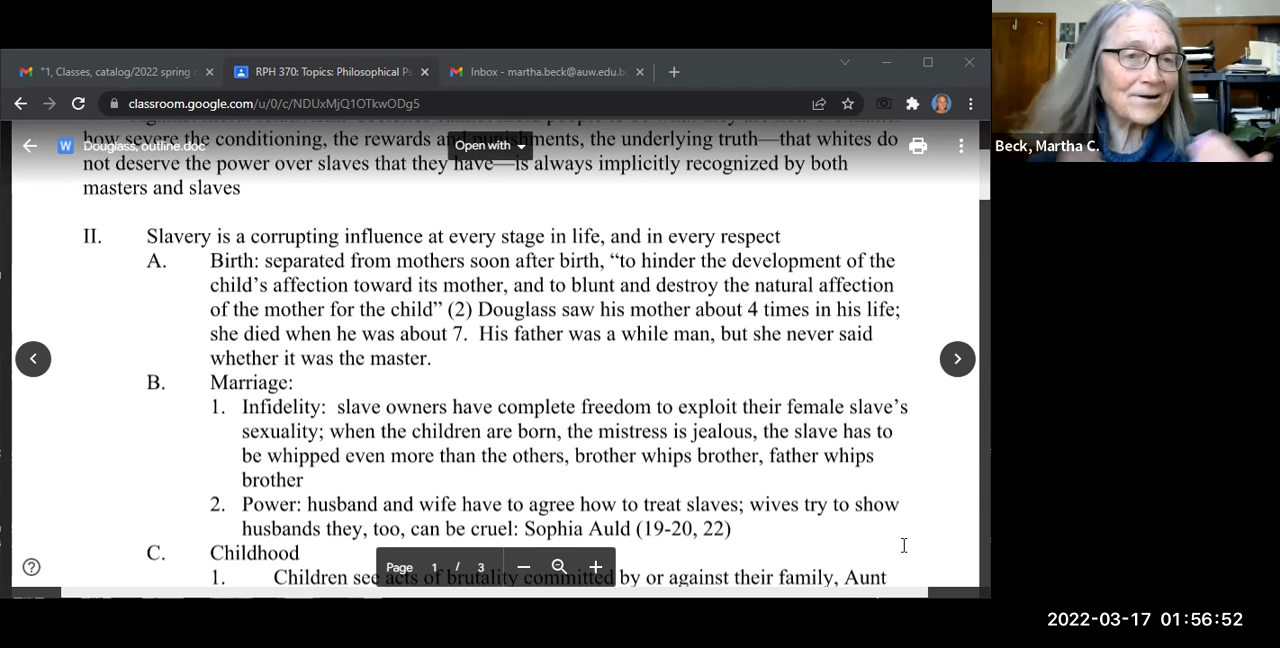 "1, Classes, catalog/2022 spring
RPH 370: Topics: Philosophical P
Inbox - martha.beck@auw.edu.b
classroom.google.com/u/0/c/NDUxMjQ1OTkwODg5
how severe the conditioning, the rewards and punishments, the underlying truth—that whites do
Douglass, outline.doc
Open with
not deserve the power over slaves that they have—is always implicitly recognized by both
masters and slaves
II. Slavery is a corrupting influence at every stage in life, and in every respect
A. Birth: separated from mothers soon after birth, “to hinder the development of the
child’s affection toward its mother, and to blunt and destroy the natural affection
of the mother for the child” (2) Douglass saw his mother about 4 times in his life;
she died when he was about 7. His father was a while man, but she never said
whether it was the master.
B. Marriage:
1. Infidelity: slave owners have complete freedom to exploit their female slave’s
sexuality; when the children are born, the mistress is jealous, the slave has to
be whipped even more than the others, brother whips brother, father whips
brother
2. Power: husband and wife have to agree how to treat slaves; wives try to show
husbands they, too, can be cruel: Sophia Auld (19-20, 22)
C. Childhood
Page 1 / 3
1. Children see acts of brutality committed by or against their family, Aunt
Beck, Martha C.
2022-03-17 01:56:52